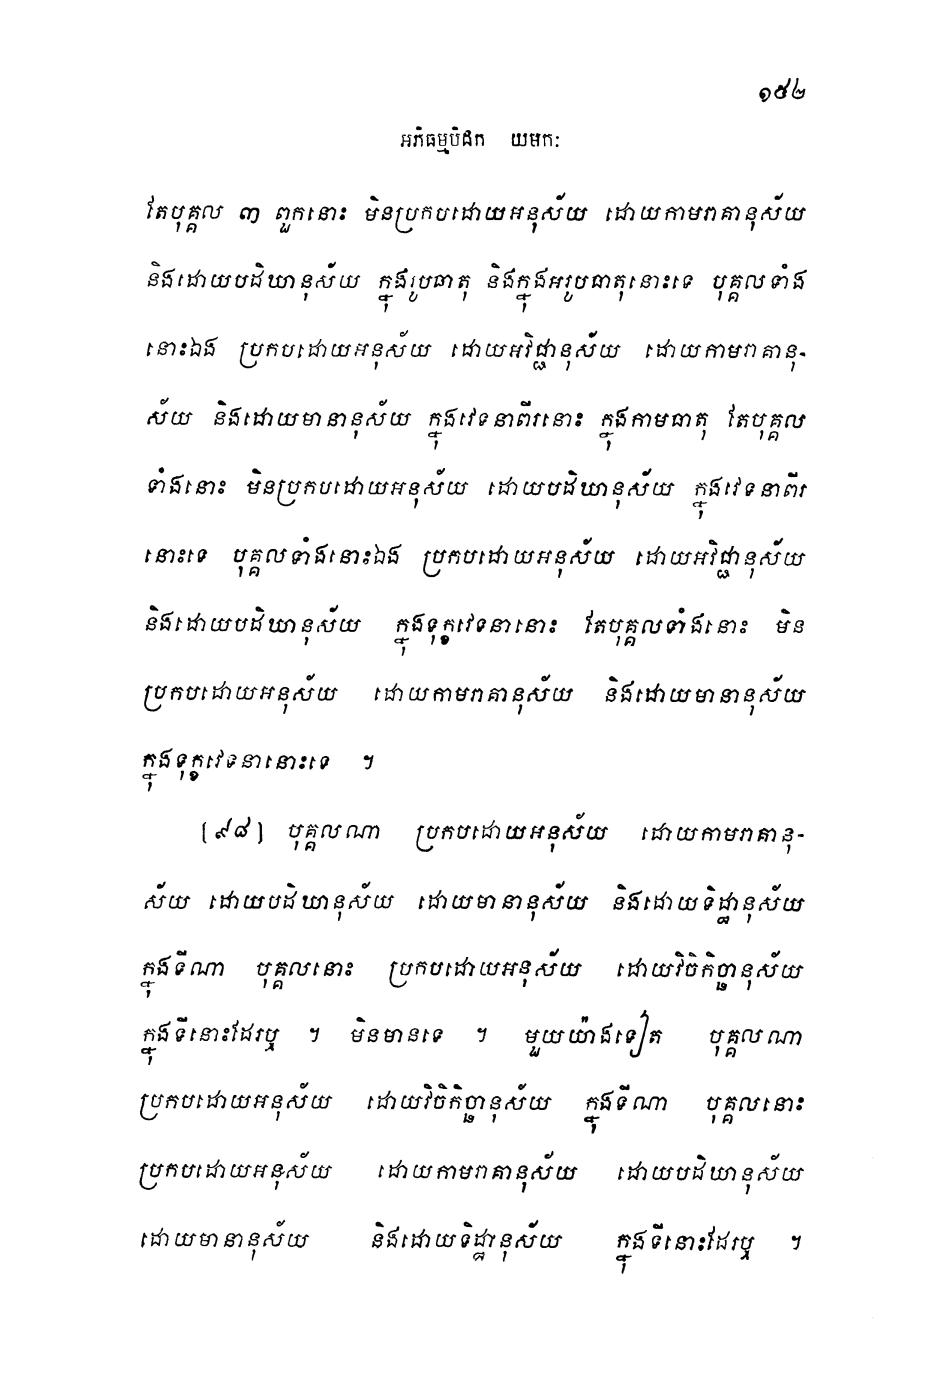 ១៥២
អភិធម្មបិដក យមកៈ
តែបុគ្គល ៣ ពួកនោះ មិនប្រកបដោយអនុស័យ ដោយកាមរាគានុស័យ
និងដោយបដិឃានុស័យ ក្នុងរូបធាតុ និងក្នុងអរូបធាតុនោះទេ បុគ្គលទាំង
នោះឯង ប្រកបដោយអនុស័យ ដោយអវិជ្ជានុស័យ ដោយកាមរាគានុ-
ស័យ និងដោយមានានុស័យ ក្នុងវេទនាពីរនោះ ក្នុងកាមធាតុ តែបុគ្គល
ទាំងនោះ មិនប្រកបដោយអនុស័យ ដោយបដិឃានុស័យ ក្នុងវេទនាពីរ
នោះទេ បុគ្គលទាំងនោះឯង ប្រកបដោយអនុស័យ ដោយអវិជ្ជានុស័យ
និងដោយបដិឃានុស័យ ក្នុងទុក្ខវេទនានោះ តែបុគ្គលទាំងនោះ មិន
ប្រកបដោយអនុស័យ ដោយកាមរាគានុស័យ និងដោយមានានុស័យ
ក្នុងទុក្ខវេទនានោះទេ ។
[៩៨] បុគ្គលណា ប្រកបដោយអនុស័យ ដោយកាមរាគានុ-
ស័យ ដោយបដិឃានុស័យ ដោយមានានុស័យ និងដោយទិដ្ឋានុស័យ
ក្នុងទីណា បុគ្គលនោះ ប្រកបដោយអនុស័យ ដោយវិចិកិច្ឆានុស័យ
ក្នុងទីនោះដែរឬ ។ មិនមានទេ ។ មួយយ៉ាងទៀត បុគ្គលណា
ប្រកបដោយអនុស័យ ដោយវិចិកិច្ឆានុស័យ ក្នុងទីណា បុគ្គលនោះ
ប្រកបដោយអនុស័យ ដោយកាមរាគានុស័យ ដោយបដិឃានុស័យ
ដោយមានានុស័យ និងដោយទិដ្ឋានុស័យ ក្នុងទីនោះដែរឬ ។